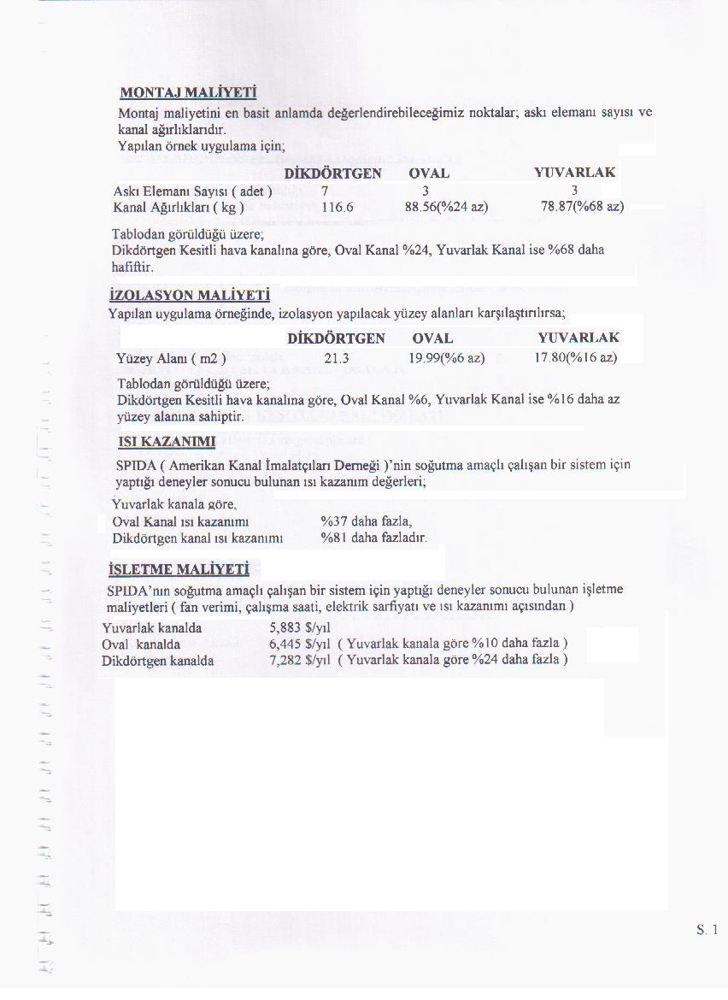 MONTAJ MALİYETİ
Montaj maliyetini en basit anlamda değerlendirebileceğimiz noktalar; askı elemanı sayısı ve
kanal ağırlıklarıdır.
Yapılan örnek uygulama için;
DİKDÖRTGEN OVAL YUVARLAK
Askı Elemanı Sayısı ( adet ) 7 3 3
Kanal Ağırlıkları ( kg ) 116.6 88.56(%24 az) 78.87(%68 az)
Tablodan görüldüğü üzere;
Dikdörtgen Kesitli hava kanalına göre, Oval Kanal %24, Yuvarlak Kanal ise %68 daha
hafiftir.
İZOLASYON MALİYETİ
Yapılan uygulama örneğinde, izolasyon yapılacak yüzey alanları karşılaştırılırsa;
DİKDÖRTGEN OVAL YUVARLAK
Yüzey Alanı ( m2 ) 21.3 19.99(%6 az) 17.80(%16 az)
Tablodan görüldüğü üzere;
Dikdörtgen Kesitli hava kanalına göre, Oval Kanal %6, Yuvarlak Kanal ise %16 daha az
yüzey alanına sahiptir.
ISI KAZANIMI
SPIDA ( Amerikan Kanal İmalatçıları Derneği )'nin soğutma amaçlı çalışan bir sistem için
yaptığı deneyler sonucu bulunan ısı kazanım değerleri;
Yuvarlak kanala göre,
Oval Kanal ısı kazanımı %37 daha fazla,
Dikdörtgen kanal ısı kazanımı %81 daha fazladır.
İŞLETME MALİYETİ
SPIDA'nın soğutma amaçlı çalışan bir sistem için yaptığı deneyler sonucu bulunan işletme
maliyetleri ( fan verimi, çalışma saati, elektrik sarfiyatı ve ısı kazanımı açısından )
Yuvarlak kanalda 5,883 $/yıl
Oval kanalda 6,445 $/yıl ( Yuvarlak kanala göre %10 daha fazla )
Dikdörtgen kanalda 7,282 $/yıl ( Yuvarlak kanala göre %24 daha fazla )
S. 1